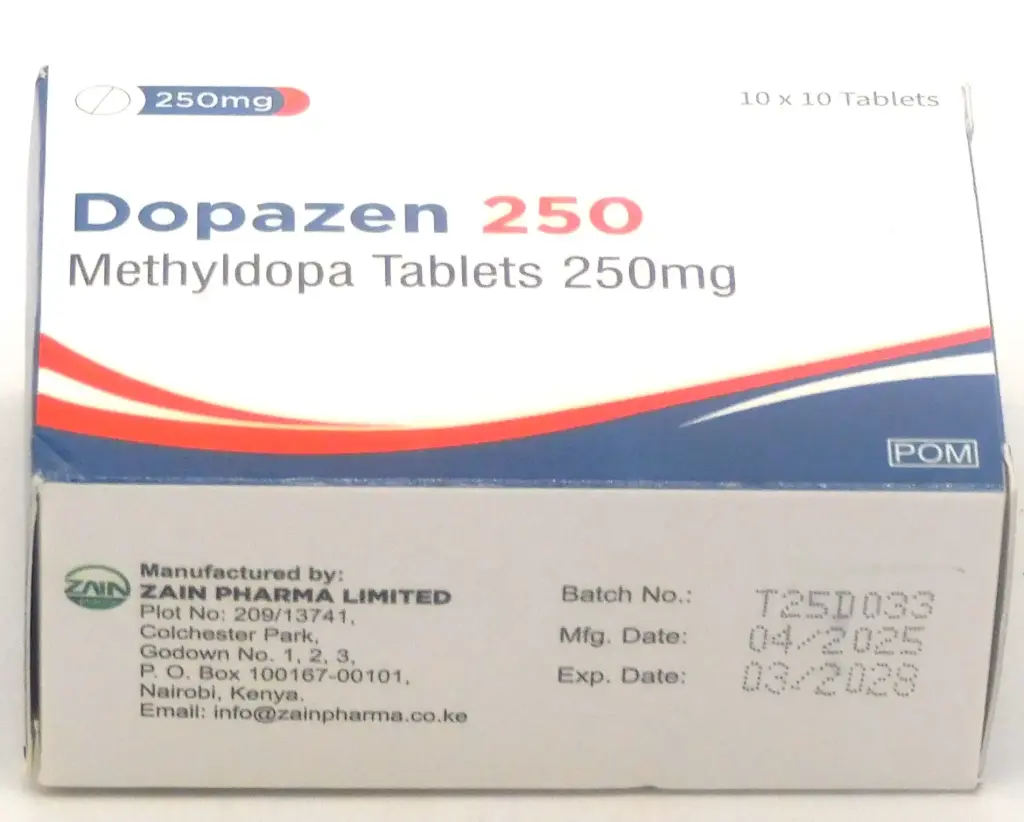 250mg
10 x 10 Tablets
Dopazen 250
Methyldopa Tablets 250mg
POM
ZAIN
Manufactured by:
ZAIN PHARMA LIMITED
Plot No: 209/13741,
Colchester Park,
Godown No. 1, 2, 3,
P. O. Box 100167-00101,
Nairobi, Kenya.
Email: info@zainpharma.co.ke
Batch No.: T25D033
Mfg. Date: 04/2025
Exp. Date: 03/2028